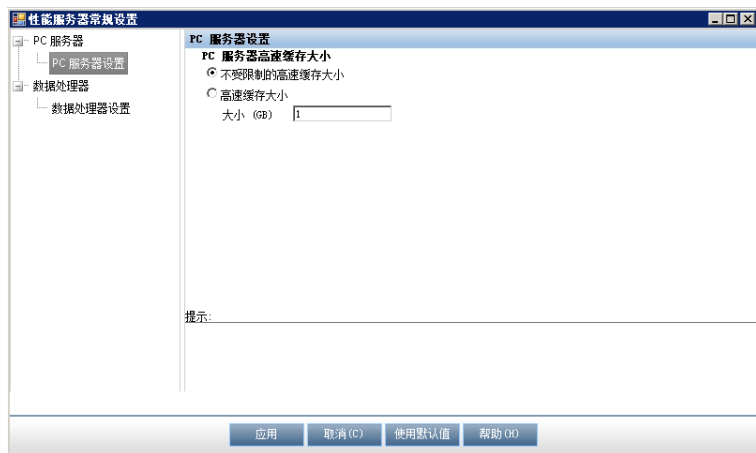 性能服务器常规设置
PC 服务器
PC 服务器设置
数据处理器
数据处理器设置
PC 服务器设置
PC 服务器高速缓存大小
不受限制的高速缓存大小
高速缓存大小
大小 (GB) 1
提示:
应用 取消(C) 使用默认值 帮助(H)